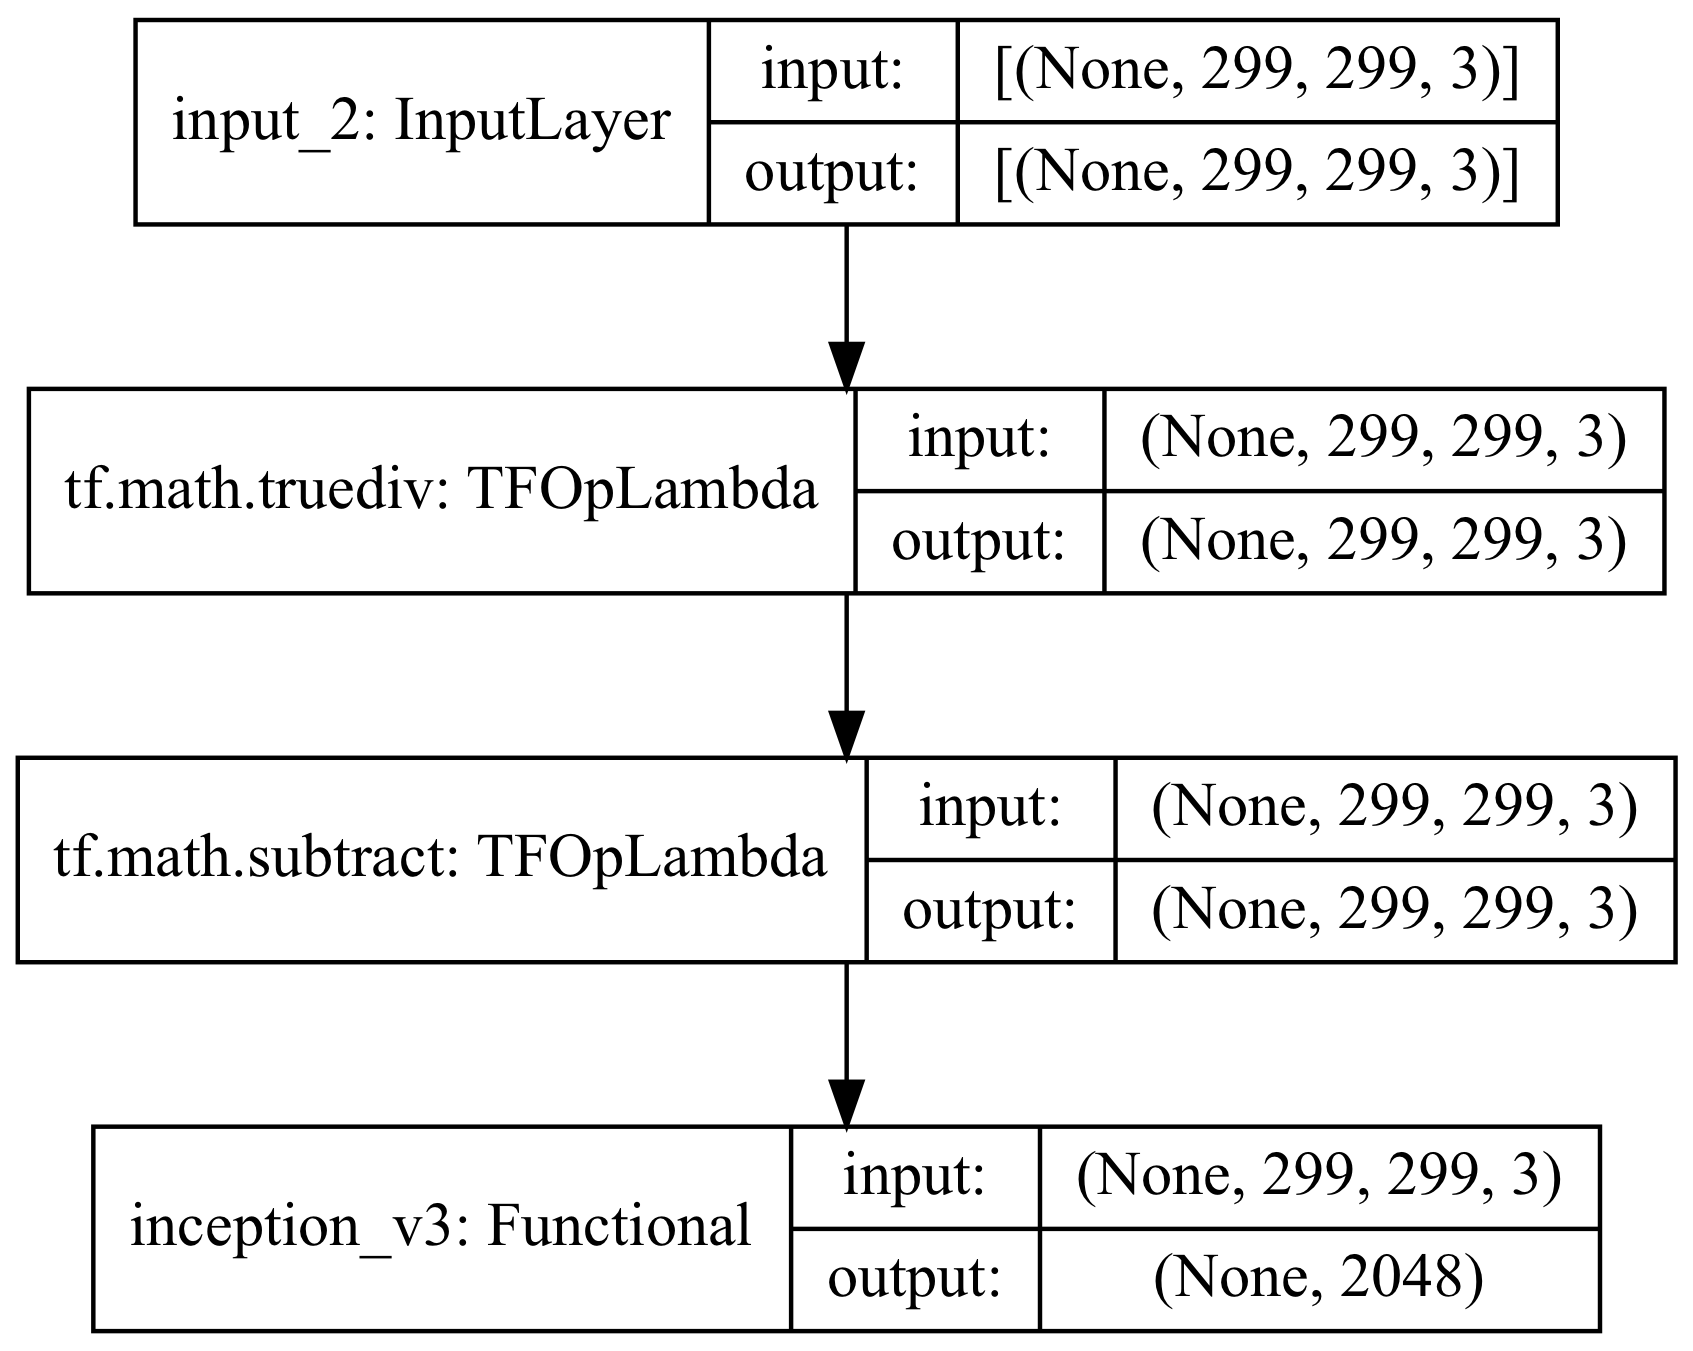 input_2: InputLayer
input:
[(None, 299, 299, 3)]
output:
[(None, 299, 299, 3)]
tf.math.truediv: TFOpLambda
input:
(None, 299, 299, 3)
output:
(None, 299, 299, 3)
tf.math.subtract: TFOpLambda
input:
(None, 299, 299, 3)
output:
(None, 299, 299, 3)
inception_v3: Functional
input:
(None, 299, 299, 3)
output:
(None, 2048)